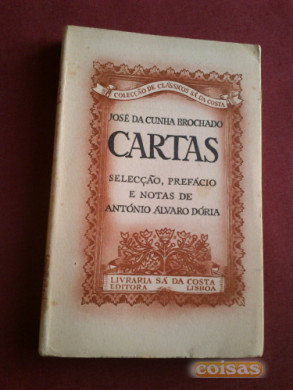 COLECÇÃO DE CLÁSSICOS SÁ DA COSTA
JOSÉ DA CUNHA BROCHADO
CARTAS
SELECÇÃO, PREFÁCIO
E NOTAS DE
ANTÓNIO ÁLVARO DÓRIA
LIVRARIA SÁ DA COSTA
EDITORA LISBOA
coisas